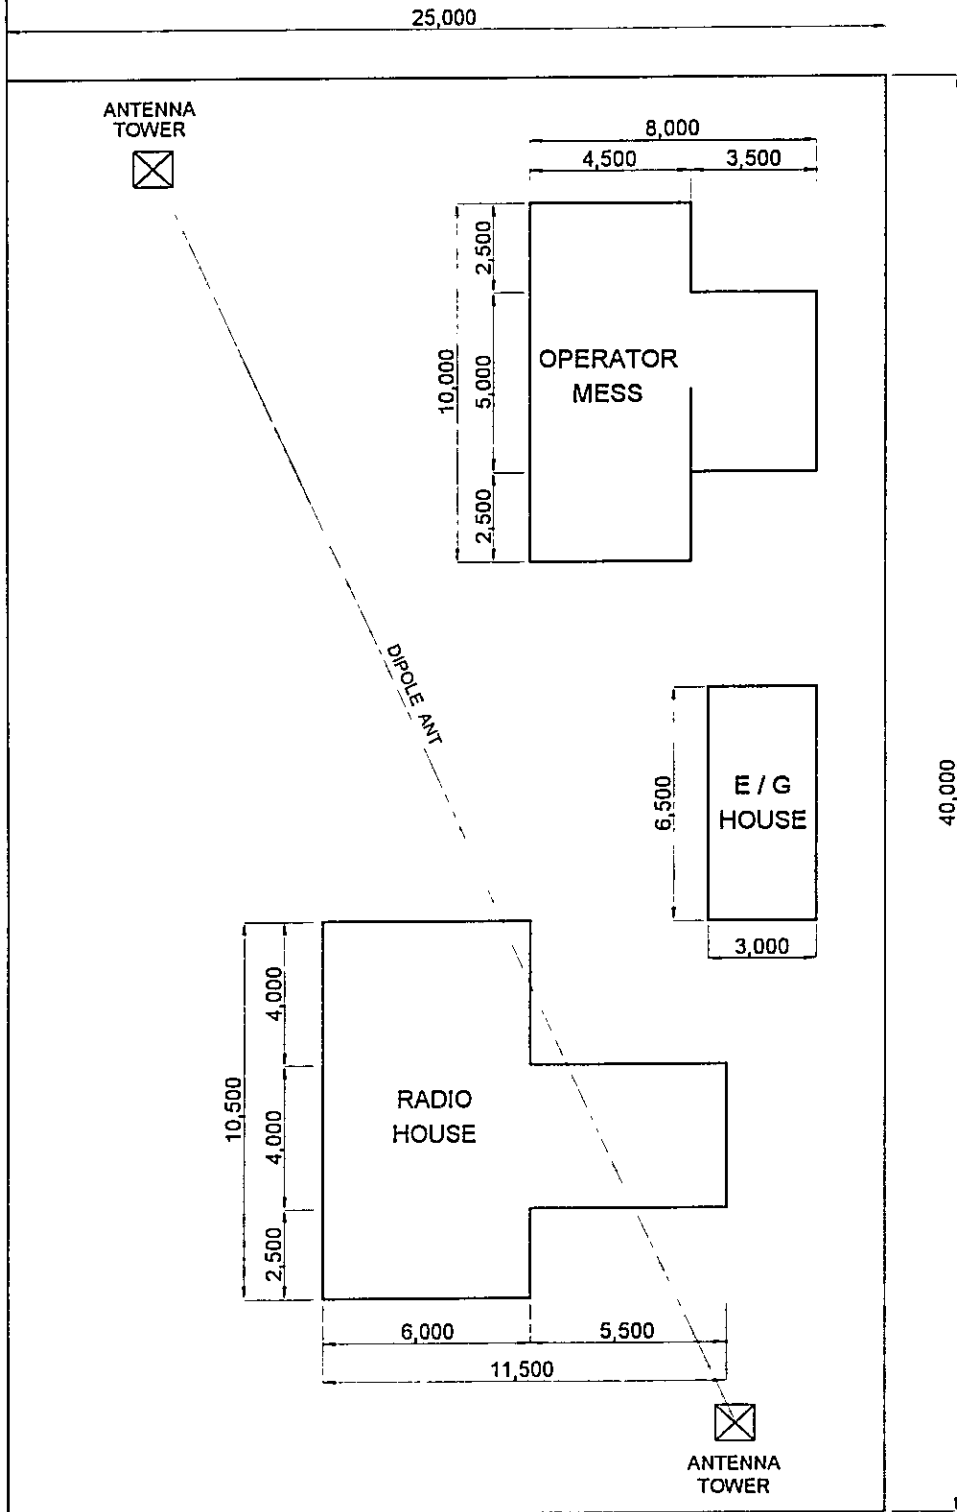 25,000
ANTENNA
TOWER
8,000
4,500
3,500
2,500
10,000
5,000
2,500
OPERATOR
MESS
DIPOLE ANT
6,500
E / G
HOUSE
3,000
40,000
4,000
10,500
4,000
2,500
RADIO
HOUSE
6,000
5,500
11,500
ANTENNA
TOWER